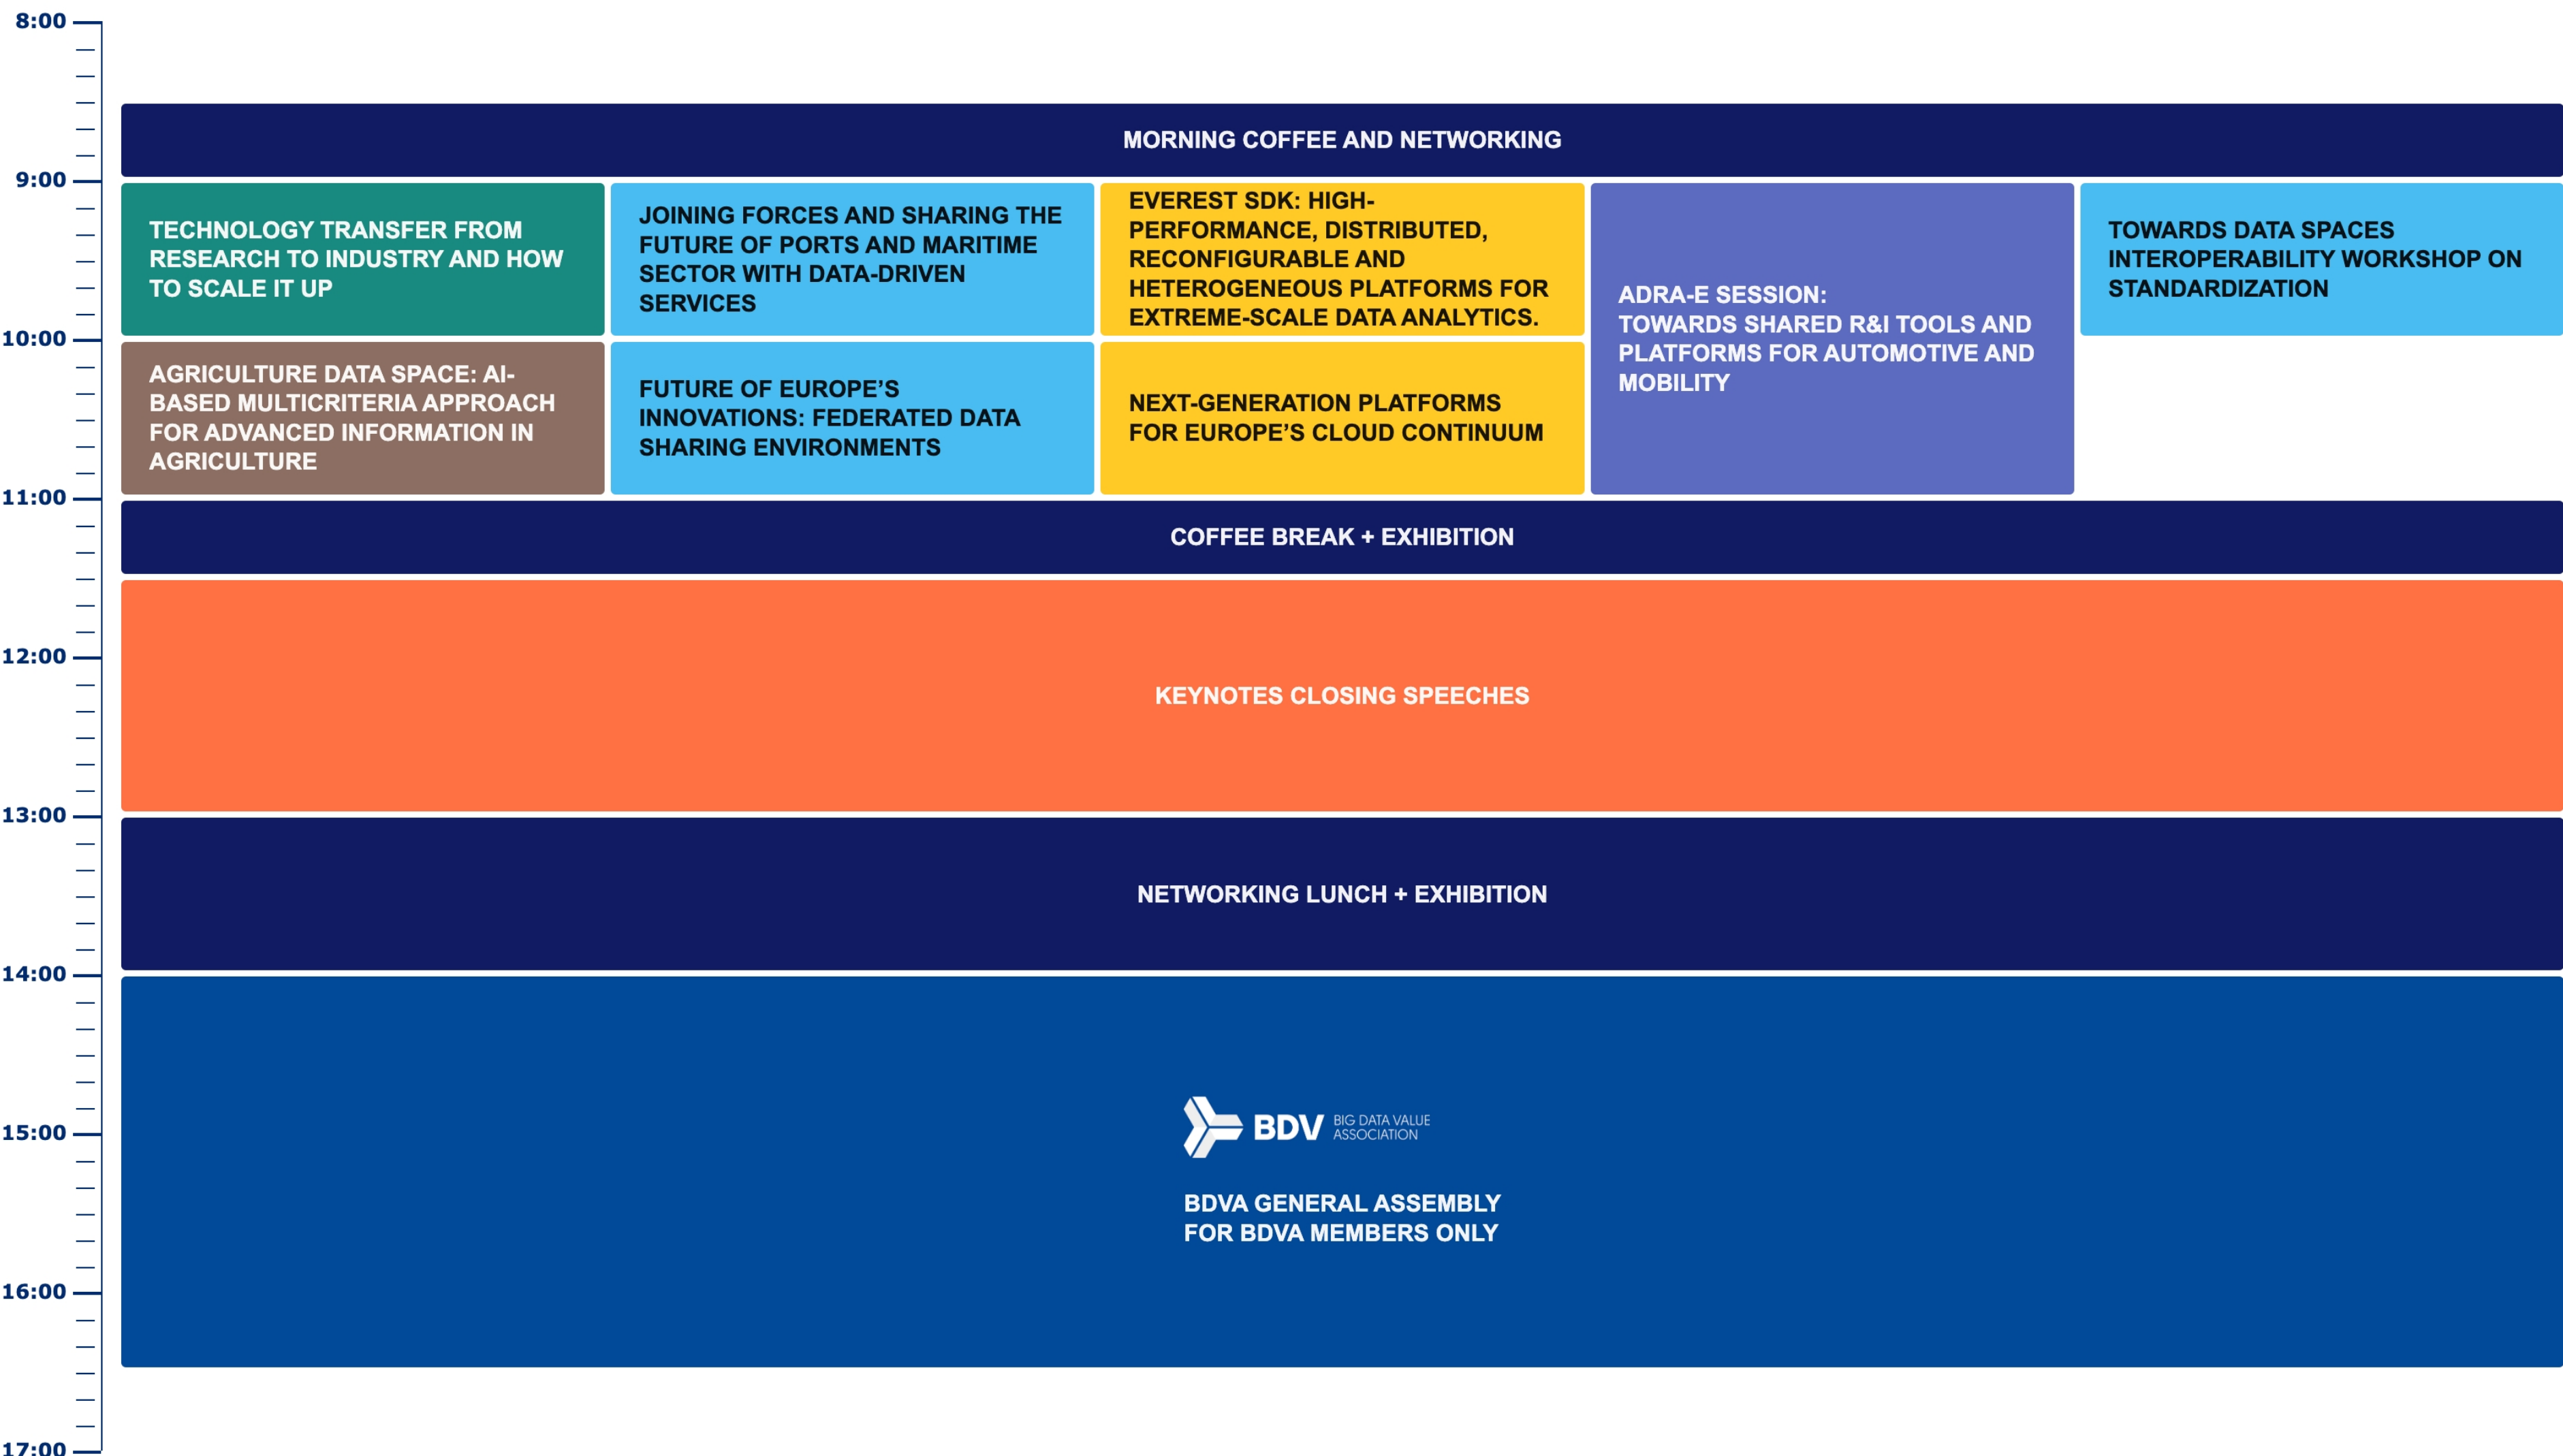 8:00
MORNING COFFEE AND NETWORKING
9:00
TECHNOLOGY TRANSFER FROM
RESEARCH TO INDUSTRY AND HOW
TO SCALE IT UP
JOINING FORCES AND SHARING THE
FUTURE OF PORTS AND MARITIME
SECTOR WITH DATA-DRIVEN
SERVICES
EVEREST SDK: HIGH-
PERFORMANCE, DISTRIBUTED,
RECONFIGURABLE AND
HETEROGENEOUS PLATFORMS FOR
EXTREME-SCALE DATA ANALYTICS.
ADRA-E SESSION:
TOWARDS SHARED R&I TOOLS AND
PLATFORMS FOR AUTOMOTIVE AND
MOBILITY
TOWARDS DATA SPACES
INTEROPERABILITY WORKSHOP ON
STANDARDIZATION
10:00
AGRICULTURE DATA SPACE: AI-
BASED MULTICRITERIA APPROACH
FOR ADVANCED INFORMATION IN
AGRICULTURE
FUTURE OF EUROPE’S
INNOVATIONS: FEDERATED DATA
SHARING ENVIRONMENTS
NEXT-GENERATION PLATFORMS
FOR EUROPE’S CLOUD CONTINUUM
11:00
COFFEE BREAK + EXHIBITION
12:00
KEYNOTES CLOSING SPEECHES
13:00
NETWORKING LUNCH + EXHIBITION
14:00
15:00
BDV BIG DATA VALUE
ASSOCIATION
BDVA GENERAL ASSEMBLY
FOR BDVA MEMBERS ONLY
16:00
17:00